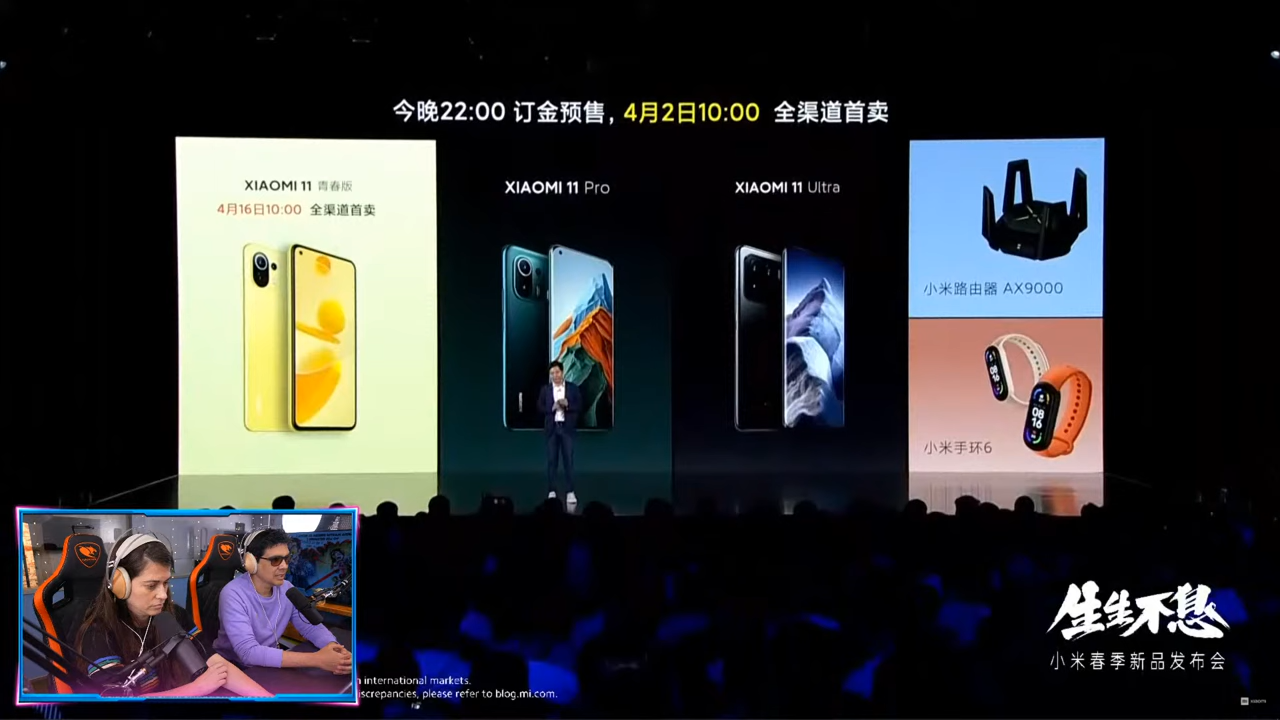 今晚22:00 订金预售，4月2日10:00 全渠道首卖
XIAOMI 11 青春版
4月16日10:00 全渠道首卖
XIAOMI 11 Pro
XIAOMI 11 Ultra
小米路由器 AX9000
小米手环6
08
16
生生不息
小米春季新品发布会
n international markets.
iscrepancies, please refer to blog.mi.com.
XIAOMI